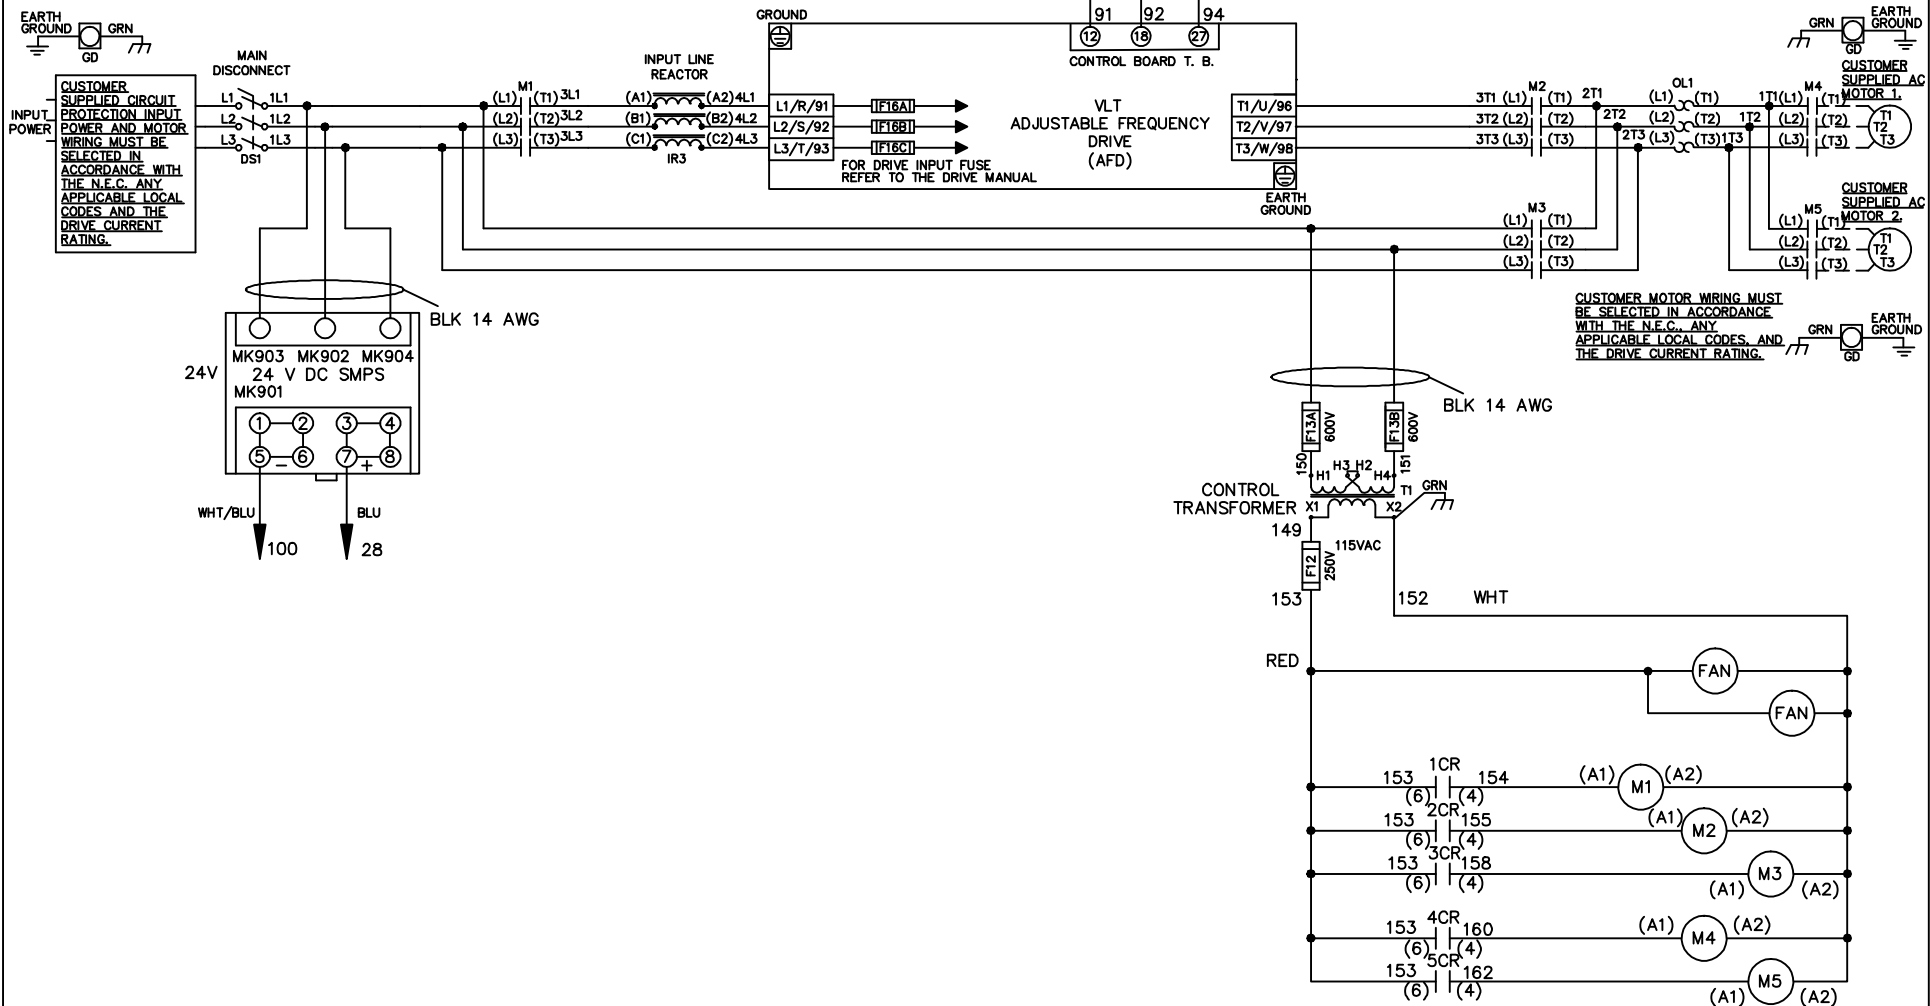 EARTH
GROUND
GRN
GD
MAIN
DISCONNECT
INPUT
POWER
CUSTOMER
SUPPLIED CIRCUIT
PROTECTION INPUT
POWER AND MOTOR
WIRING MUST BE
SELECTED IN
ACCORDANCE WITH
THE N.E.C. ANY
APPLICABLE LOCAL
CODES AND THE
DRIVE CURRENT
RATING.
L1 1L1
L2 1L2
L3 1L3
DS1
M1
(L1) (T1) 3L1
(L2) (T2) 3L2
(L3) (T3) 3L3
INPUT LINE
REACTOR
(A1) (A2) 4L1
(B1) (B2) 4L2
(C1) (C2) 4L3
IR3
GROUND
91 92 94
12 18 27
CONTROL BOARD T. B.
L1/R/91
L2/S/92
L3/T/93
F16A
F16B
F16C
FOR DRIVE INPUT FUSE
REFER TO THE DRIVE MANUAL
VLT
ADJUSTABLE FREQUENCY
DRIVE
(AFD)
T1/U/96
T2/V/97
T3/W/98
EARTH
GROUND
M2
3T1 (L1) (T1) 2T1
3T2 (L2) (T2) 2T2
3T3 (L3) (T3) 2T3
OL1
(L1) (T1) 1T1
(L2) (T2) 1T2
(L3) (T3) 1T3
M4
(L1) (T1)
(L2) (T2)
(L3) (T3)
GRN
EARTH
GROUND
GD
CUSTOMER
SUPPLIED AC
MOTOR 1.
T1
T2
T3
M3
(L1) (T1)
(L2) (T2)
(L3) (T3)
M5
(L1) (T1)
(L2) (T2)
(L3) (T3)
CUSTOMER
SUPPLIED AC
MOTOR 2.
T1
T2
T3
CUSTOMER MOTOR WIRING MUST
BE SELECTED IN ACCORDANCE
WITH THE N.E.C., ANY
APPLICABLE LOCAL CODES, AND
THE DRIVE CURRENT RATING.
GRN
EARTH
GROUND
GD
BLK 14 AWG
MK903 MK902 MK904
24V
24 V DC SMPS
MK901
1 2 3 4
5 - 6 7 + 8
WHT/BLU
BLU
100
28
BLK 14 AWG
F13A
600V
F13B
600V
150
151
H1 H3 H2 H4
T1
GRN
CONTROL
TRANSFORMER
X1 X2
149
115VAC
F12
250V
153
152
WHT
RED
FAN
FAN
1CR
153 154
(6) (4)
(A1) M1 (A2)
2CR
153 155
(6) (4)
(A1) M2 (A2)
3CR
153 158
(6) (4)
(A1) M3 (A2)
4CR
153 160
(6) (4)
(A1) M4 (A2)
5CR
153 162
(6) (4)
(A1) M5 (A2)